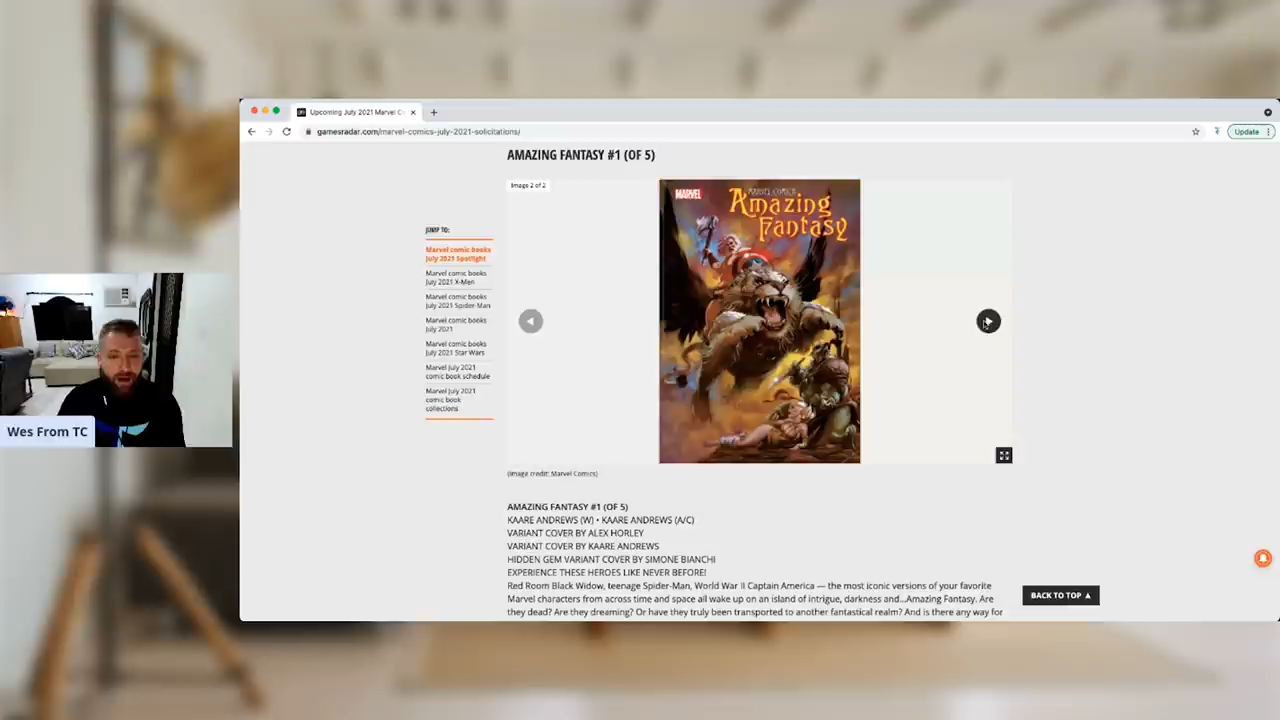 Upcoming July 2021 Marvel C
gamesradar.com/marvel-comics-july-2021-solicitations/
Update
AMAZING FANTASY #1 (OF 5)
Image 2 of 2
MARVEL
MARVEL COMICS
Amazing
Fantasy
JUMP TO:
Marvel comic books
July 2021 Spotlight
Marvel comic books
July 2021 X-Men
Marvel comic books
July 2021 Spider-Man
Marvel comic books
July 2021
Marvel comic books
July 2021 Star Wars
Marvel July 2021
comic book schedule
Marvel July 2021
comic book
collections
Wes From TC
(Image credit: Marvel Comics)
AMAZING FANTASY #1 (OF 5)
KAARE ANDREWS (W) • KAARE ANDREWS (A/C)
VARIANT COVER BY ALEX HORLEY
VARIANT COVER BY KAARE ANDREWS
HIDDEN GEM VARIANT COVER BY SIMONE BIANCHI
EXPERIENCE THESE HEROES LIKE NEVER BEFORE!
Red Room Black Widow, teenage Spider-Man, World War II Captain America — the most iconic versions of your favorite
Marvel characters from across time and space all wake up on an island of intrigue, darkness and...Amazing Fantasy. Are
they dead? Are they dreaming? Or have they truly been transported to another fantastical realm? And is there any way for
BACK TO TOP ▲